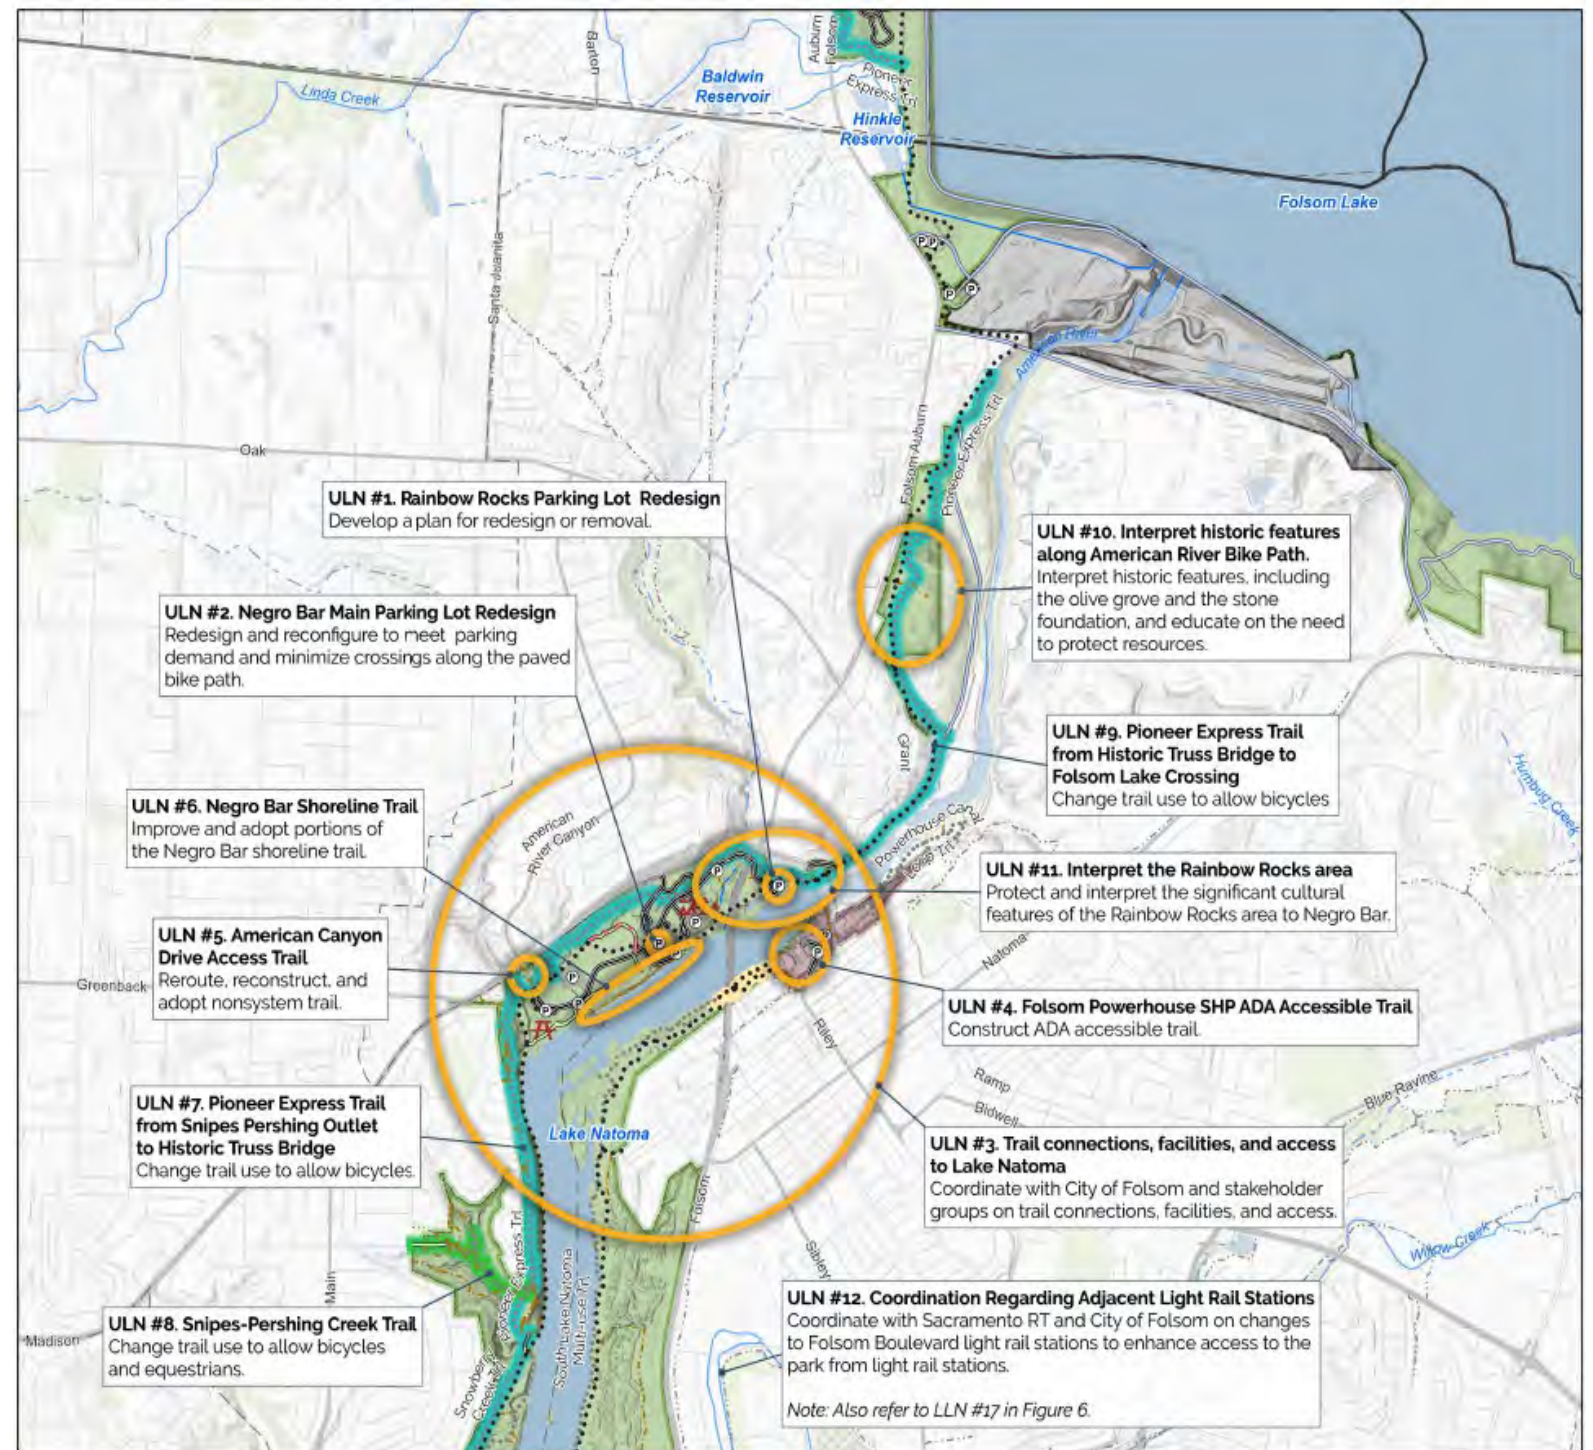 Auburn
Folsom
Barton
Baldwin
Reservoir
Linda Creek
Pioneer
Express Trl
Hinkle
Reservoir
Folsom Lake
Santa Juanita
American River
Oak
Folsom Auburn
Pioneer Express Trl
ULN #1. Rainbow Rocks Parking Lot Redesign
Develop a plan for redesign or removal.
ULN #10. Interpret historic features
along American River Bike Path.
Interpret historic features, including
the olive grove and the stone
foundation, and educate on the need
to protect resources.
ULN #2. Negro Bar Main Parking Lot Redesign
Redesign and reconfigure to meet parking
demand and minimize crossings along the paved
bike path.
Grant
ULN #9. Pioneer Express Trail
from Historic Truss Bridge to
Folsom Lake Crossing
Change trail use to allow bicycles
Humbug Creek
ULN #6. Negro Bar Shoreline Trail
Improve and adopt portions of
the Negro Bar shoreline trail.
American
River Canyon
Powerhouse Canal
Loop Trl
ULN #11. Interpret the Rainbow Rocks area
Protect and interpret the significant cultural
features of the Rainbow Rocks area to Negro Bar.
ULN #5. American Canyon
Drive Access Trail
Reroute, reconstruct, and
adopt nonsystem trail.
Greenback
Natoma
ULN #4. Folsom Powerhouse SHP ADA Accessible Trail
Construct ADA accessible trail.
Riley
Ramp
Bidwell
Blue Ravine
ULN #7. Pioneer Express Trail
from Snipes Pershing Outlet
to Historic Truss Bridge
Change trail use to allow bicycles.
Lake Natoma
ULN #3. Trail connections, facilities, and access
to Lake Natoma
Coordinate with City of Folsom and stakeholder
groups on trail connections, facilities, and access.
Folsom
Sibley
Willow Creek
Pioneer Express Trl
South Lake Natoma
Multi-use Trl
Main
Madison
ULN #8. Snipes-Pershing Creek Trail
Change trail use to allow bicycles
and equestrians.
ULN #12. Coordination Regarding Adjacent Light Rail Stations
Coordinate with Sacramento RT and City of Folsom on changes
to Folsom Boulevard light rail stations to enhance access to the
park from light rail stations.
Note: Also refer to LLN #17 in Figure 6.
P
P
P
P
P
P
P
P
P
P
P
P